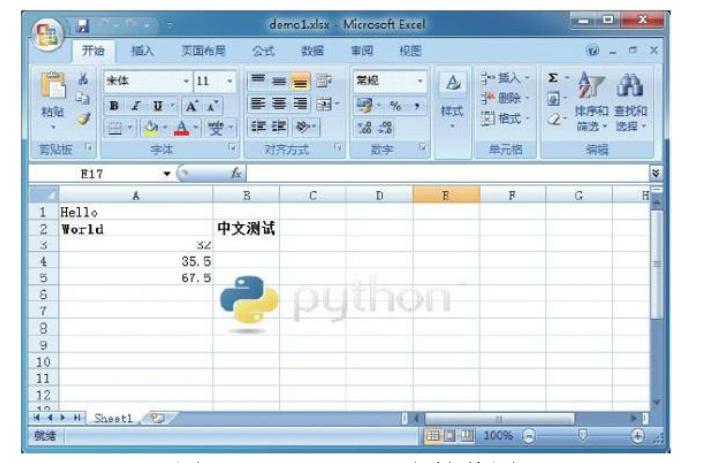 demo1.xlsx - Microsoft Excel
开始 插入 页面布局 公式 数据 审阅 视图
宋体 11 常规 插入
粘贴 B I U A A % , 样式 删除 排序和 查找和
A 变 .0 .00 .00 .0 格式 筛选 选择
剪贴板 字体 对齐方式 数字 单元格 编辑
E17 fx
A B C D E F G H
1 Hello
2 World 中文测试
3 32
4 35.5
5 67.5
6
7
python
8
9
10
11
12
Sheet1
就绪 100%